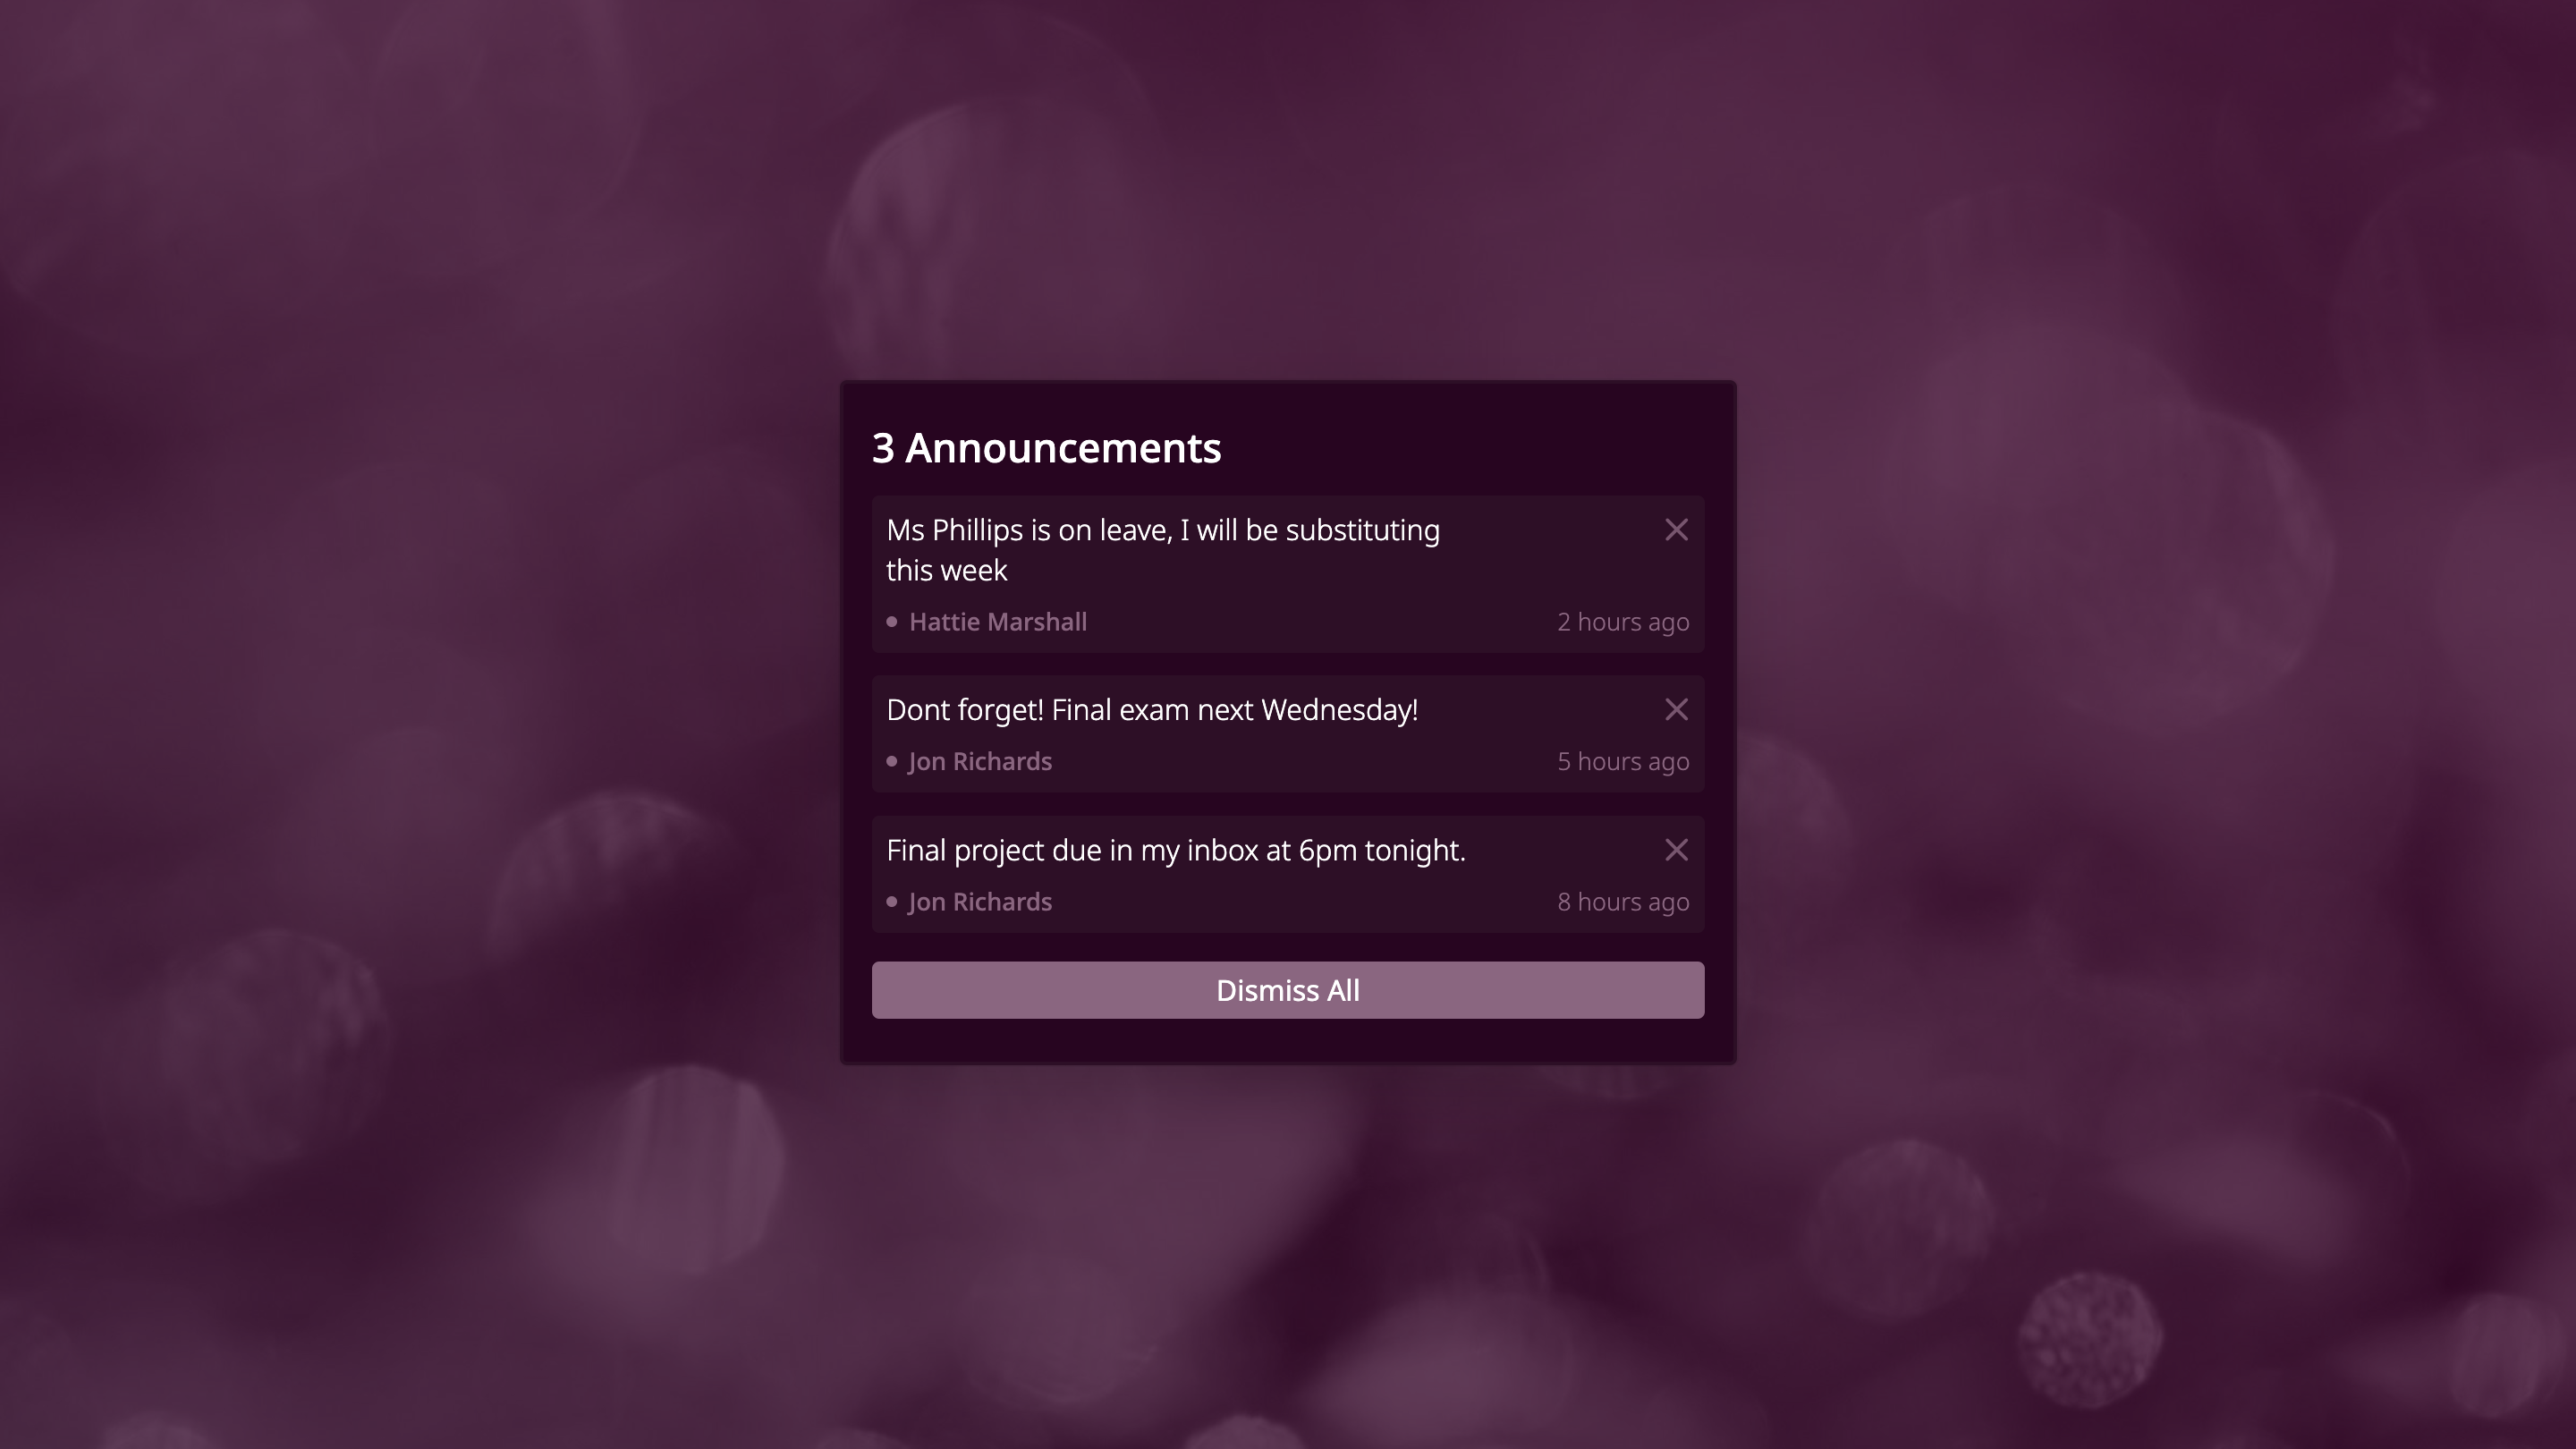 3 Announcements
Ms Phillips is on leave, I will be substituting
this week
Hattie Marshall
2 hours ago
Dont forget! Final exam next Wednesday!
Jon Richards
5 hours ago
Final project due in my inbox at 6pm tonight.
Jon Richards
8 hours ago
Dismiss All